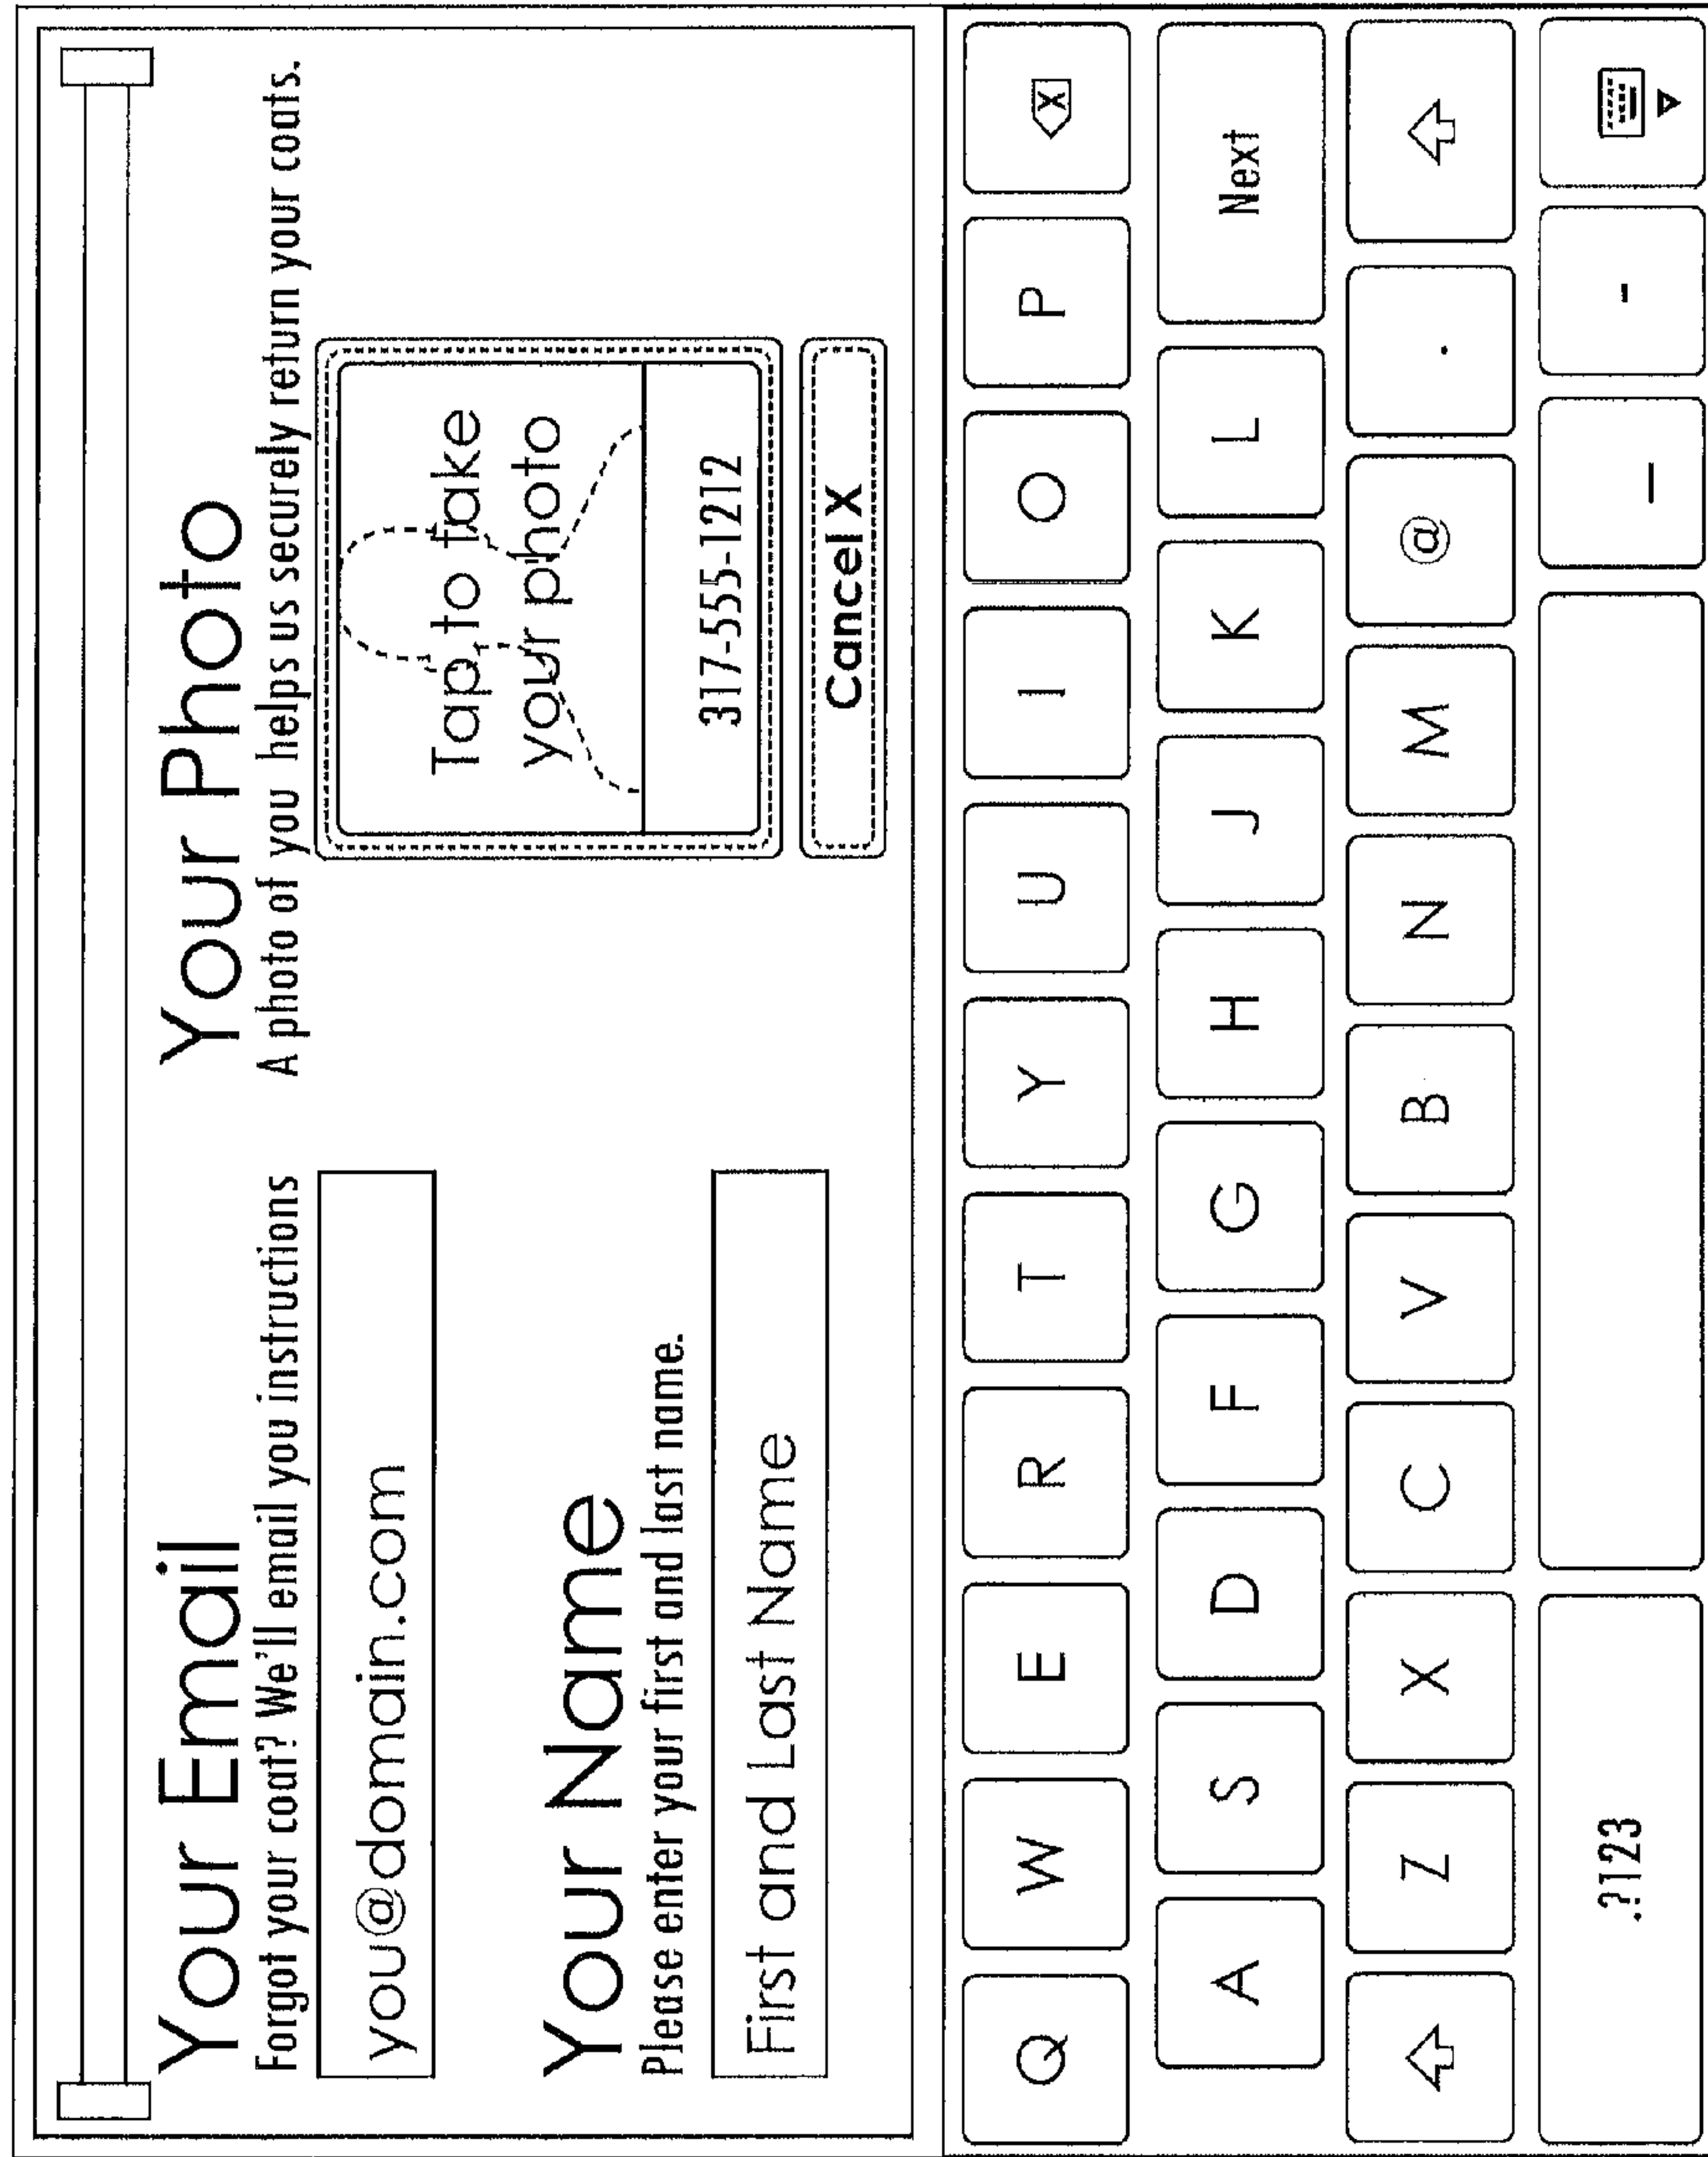 Your Email
Forgot your coat? We'll email you instructions
you@domain.com
Your Name
Please enter your first and last name.
First and Last Name
Your Photo
A photo of you helps us securely return your coats.
Tap to take
your photo
317-555-1212
Cancel X
Q W E R T Y U I O P X
A S D F G H J K L Next
Z X C V B N M @ .
.?123 _ -